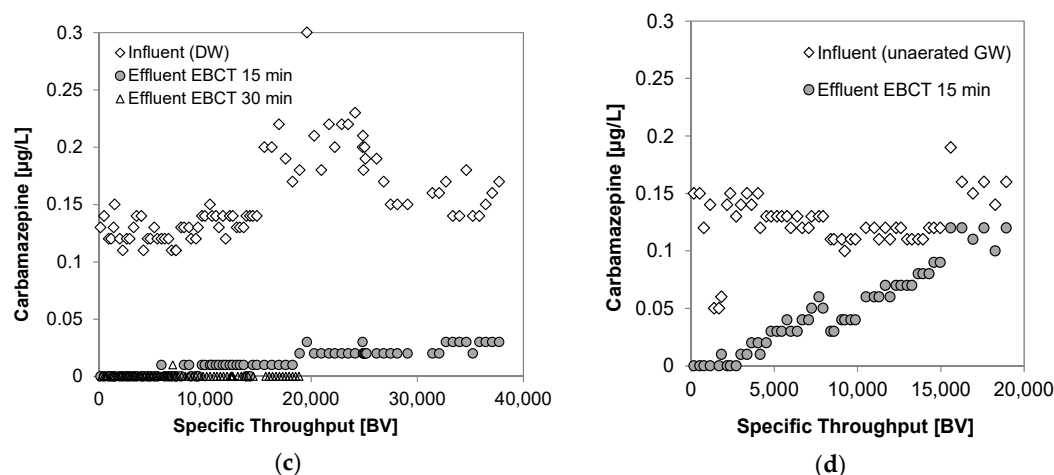 0.3
0.25
0.2
0.15
0.1
0.05
0
Carbamazepine [µg/L]
Influent (DW)
Effluent EBCT 15 min
Effluent EBCT 30 min
0 10,000 20,000 30,000 40,000
Specific Throughput [BV]
(c)
0.3
0.25
0.2
0.15
0.1
0.05
0
Carbamazepine [µg/L]
Influent (unaerated GW)
Effluent EBCT 15 min
0 5,000 10,000 15,000 20,000
Specific Throughput [BV]
(d)